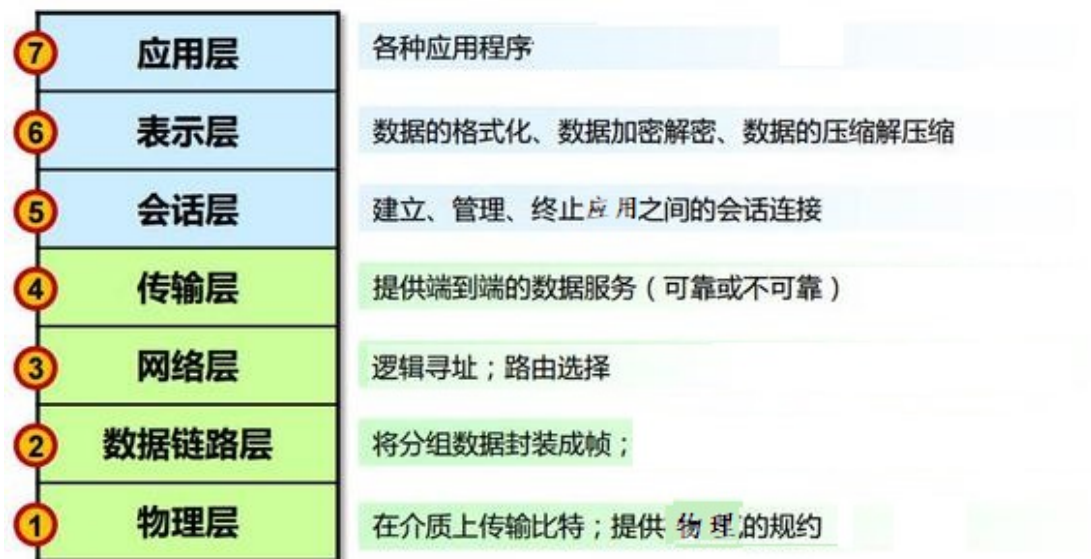 7 应用层 各种应用程序
6 表示层 数据的格式化、数据加密解密、数据的压缩解压缩
5 会话层 建立、管理、终止应用之间的会话连接
4 传输层 提供端到端的数据服务（可靠或不可靠）
3 网络层 逻辑寻址；路由选择
2 数据链路层 将分组数据封装成帧；
1 物理层 在介质上传输比特；提供物理的规约